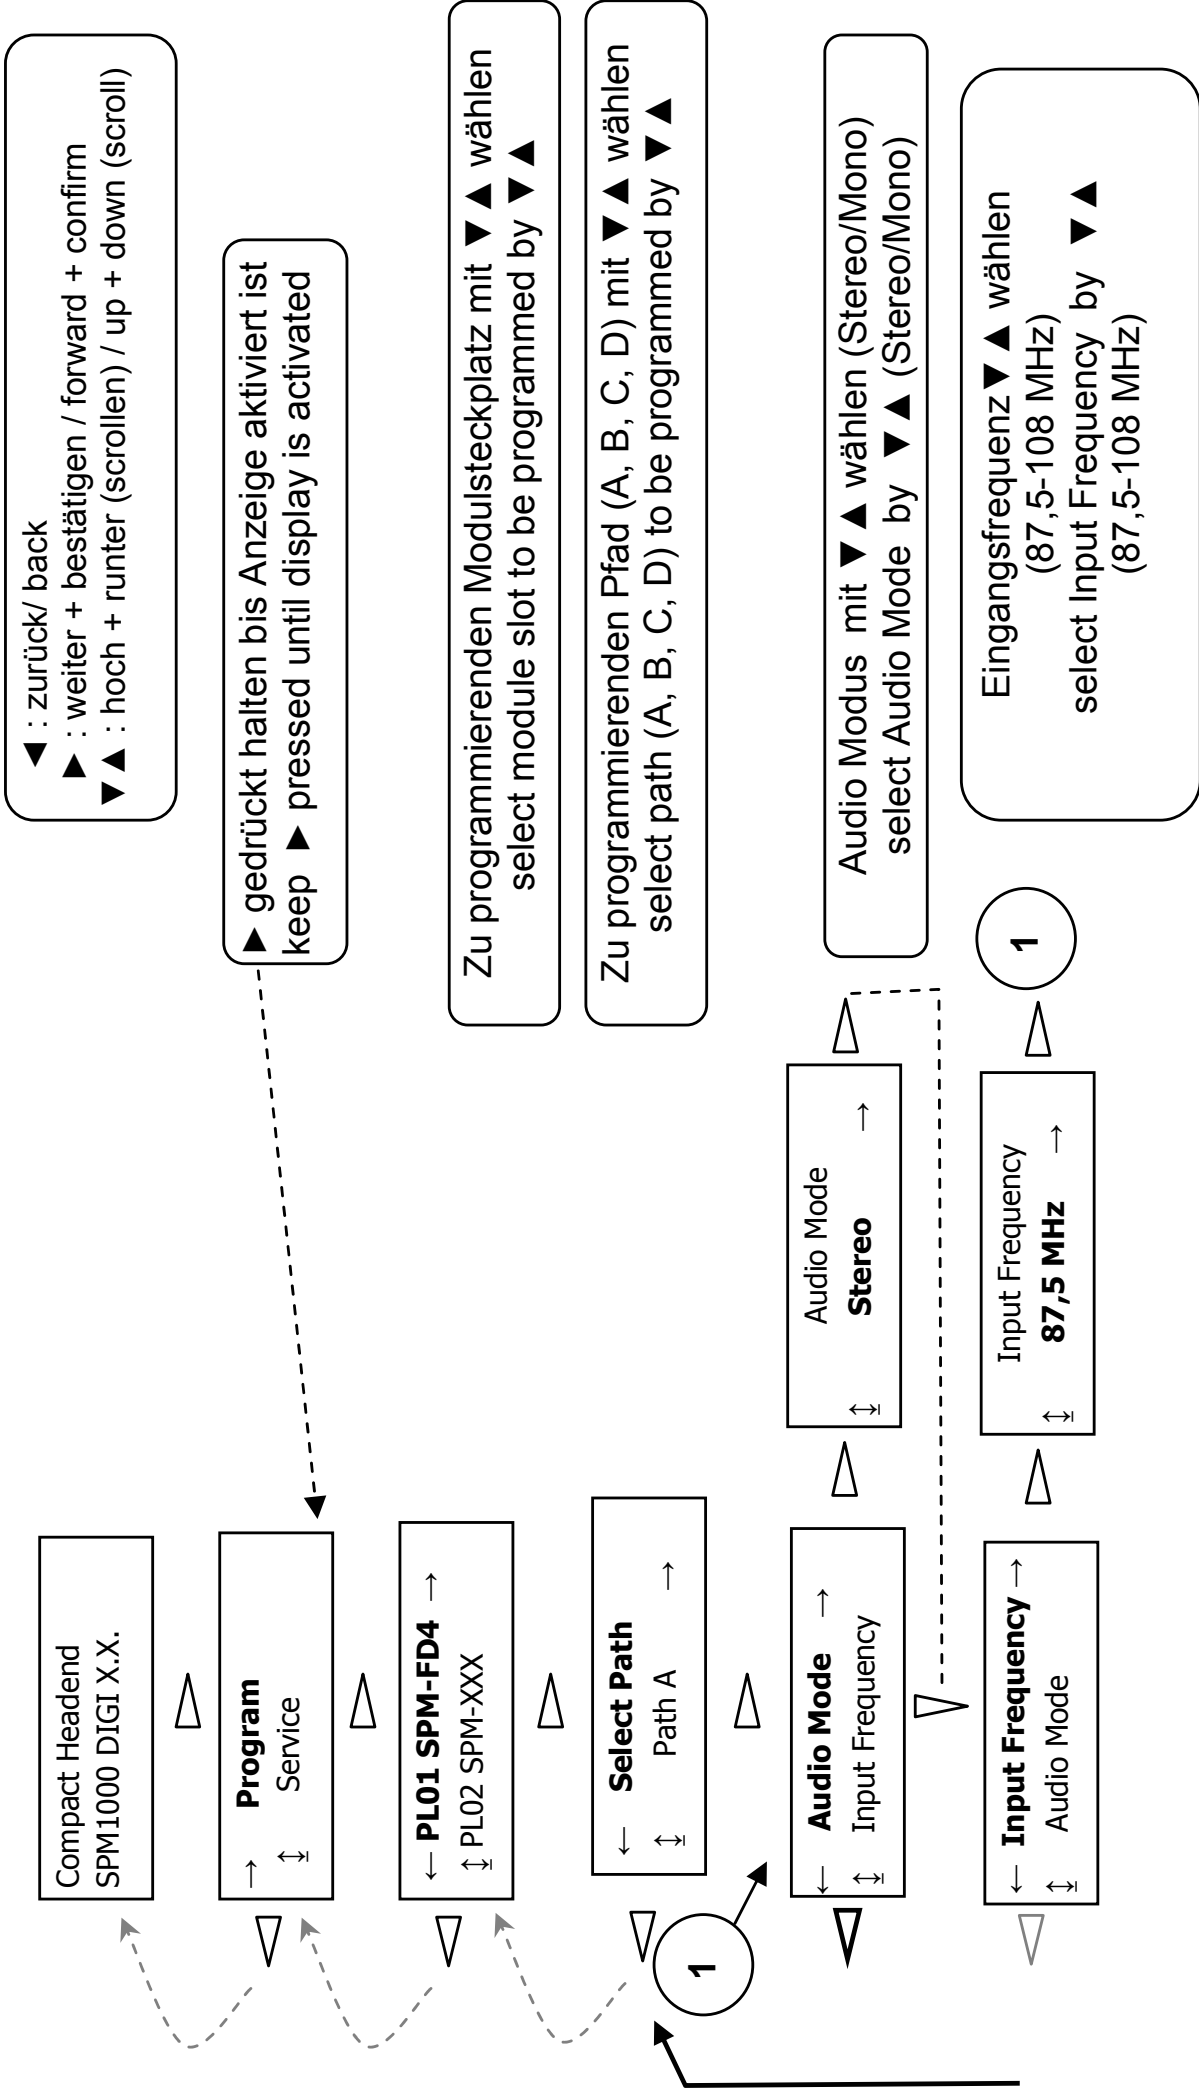 ◄ : zurück/ back
► : weiter + bestätigen / forward + confirm
▼▲ : hoch + runter (scrollen) / up + down (scroll)
Compact Headend
SPM1000 DIGI X.X.
► gedrückt halten bis Anzeige aktiviert ist
keep ► pressed until display is activated
→ Program
↕ Service
Zu programmierenden Modulsteckplatz mit ▼▲ wählen
select module slot to be programmed by ▼▲
← PL01 SPM-FD4 →
↕ PL02 SPM-XXX
Zu programmierenden Pfad (A, B, C, D) mit ▼▲ wählen
select path (A, B, C, D) to be programmed by ▼▲
← Select Path
↕ Path A →
1
← Audio Mode →
↕ Input Frequency
Audio Mode
↕ Stereo →
Audio Modus mit ▼▲ wählen (Stereo/Mono)
select Audio Mode by ▼▲ (Stereo/Mono)
← Input Frequency →
↕ Audio Mode
Input Frequency
↕ 87,5 MHz →
1
Eingangsfrequenz▼▲ wählen
(87,5-108 MHz)
select Input Frequency by ▼▲
(87,5-108 MHz)